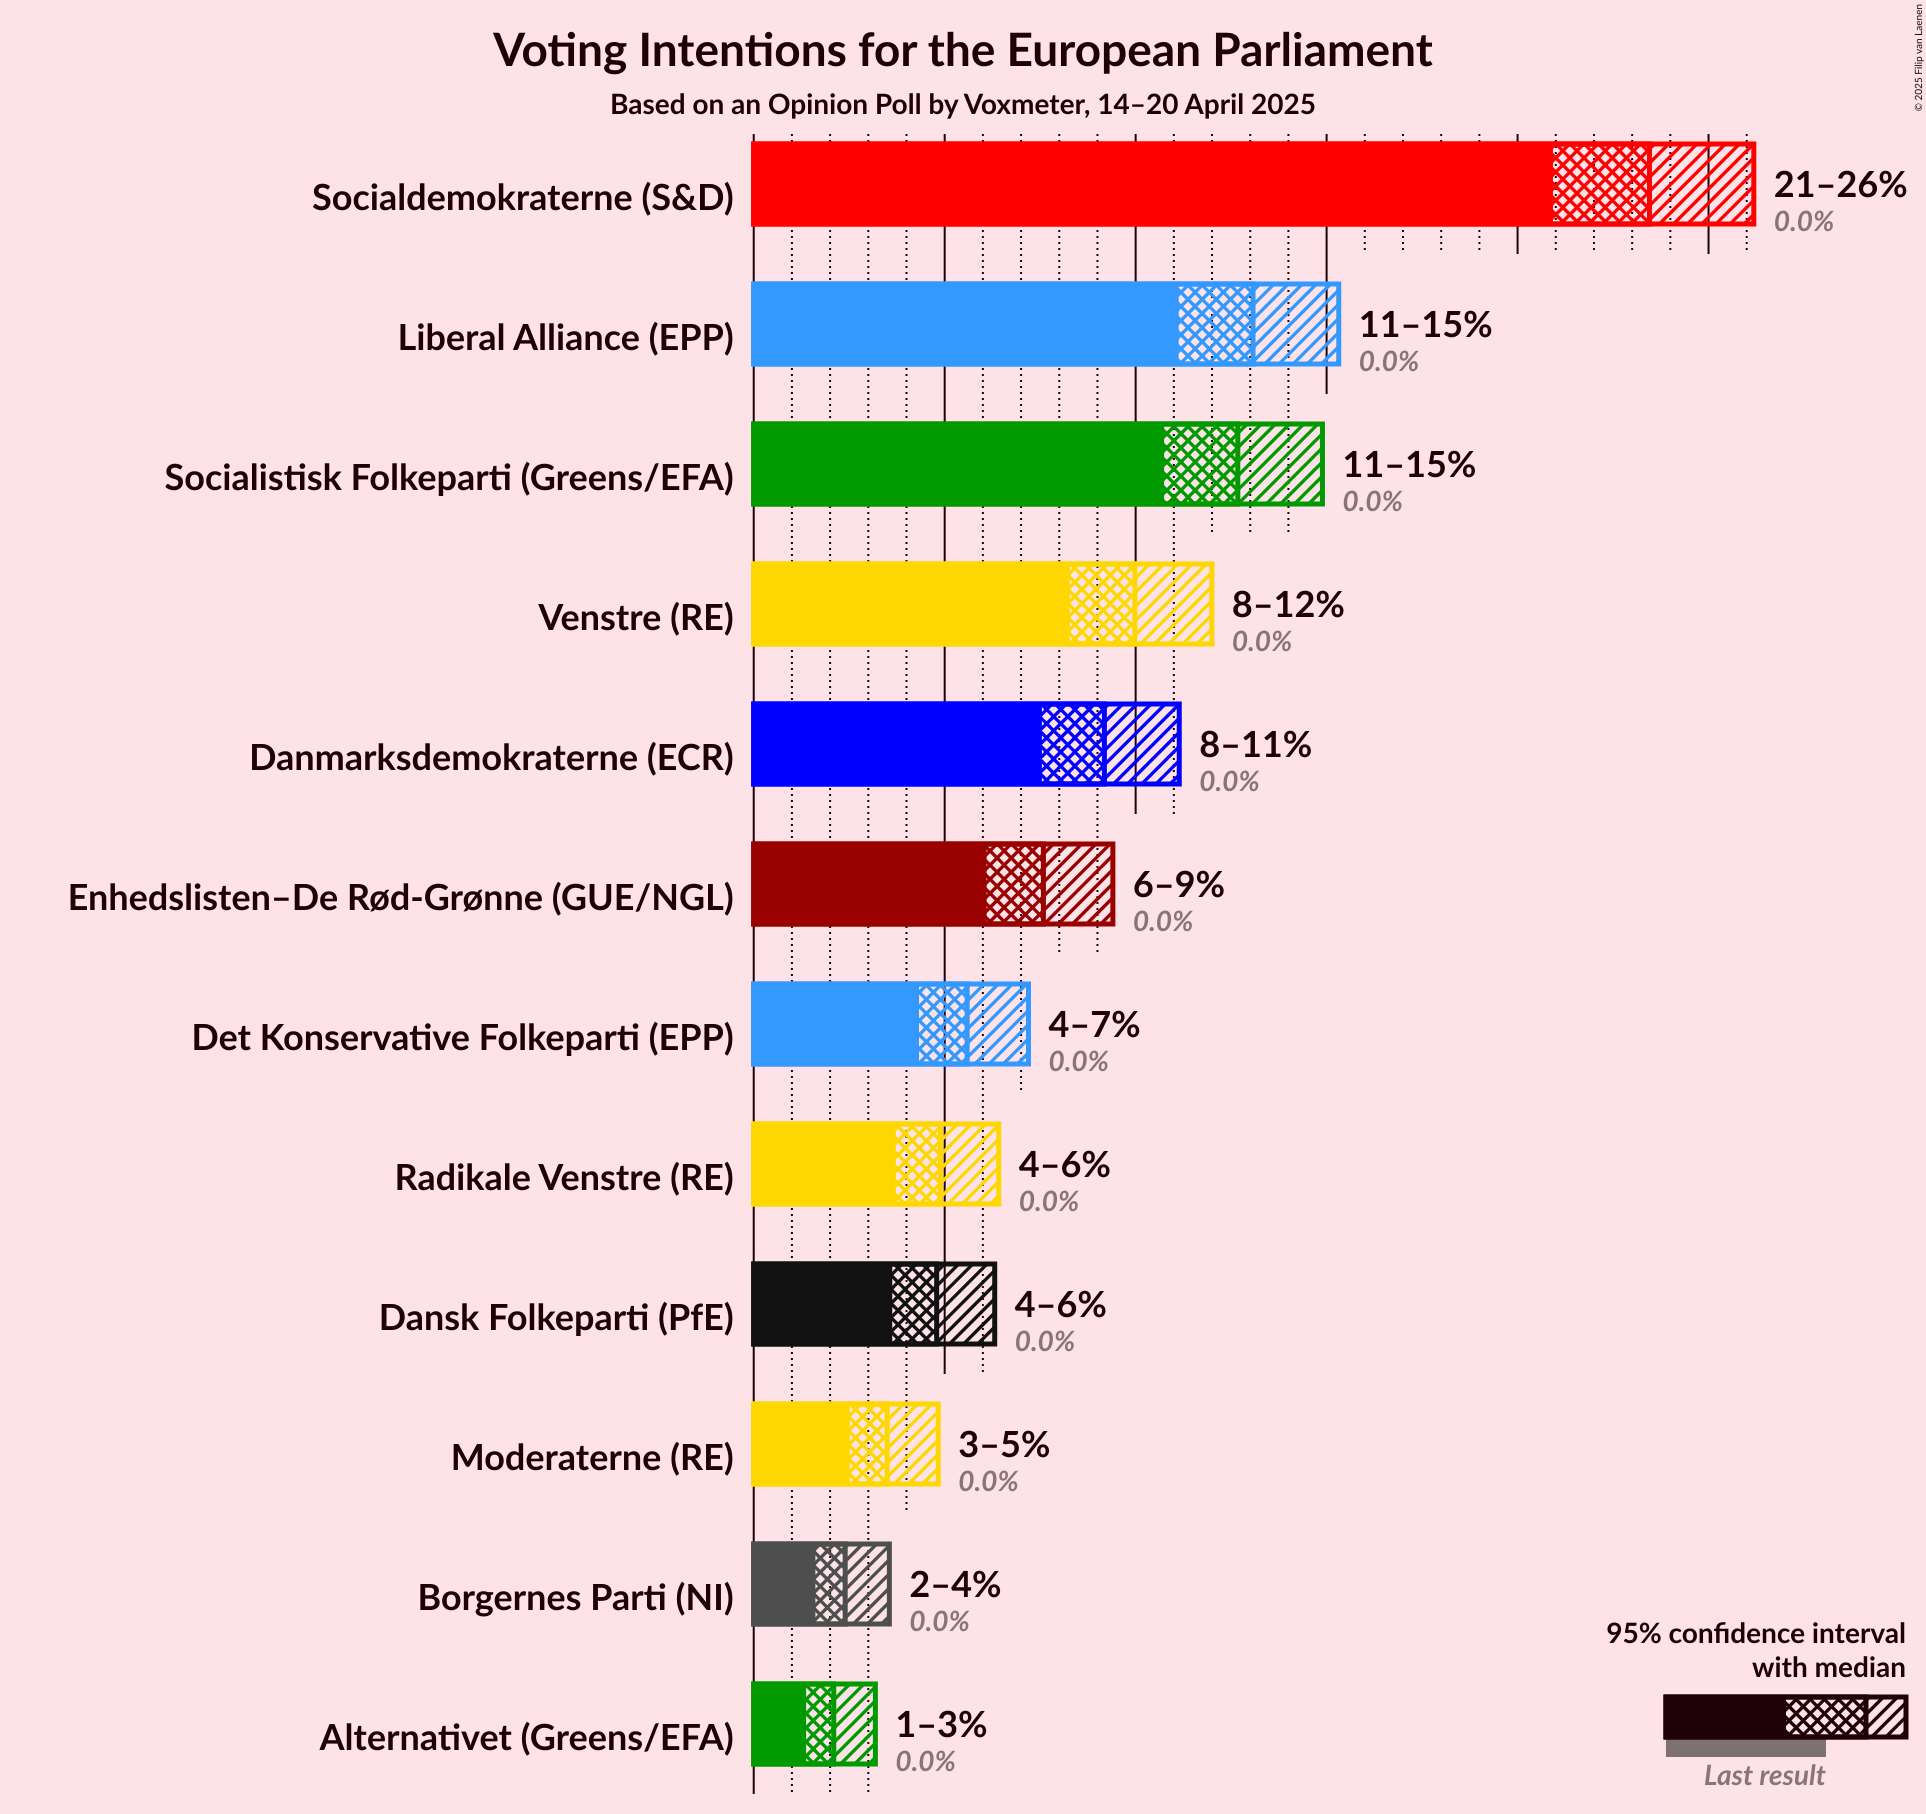 Voting Intentions for the European Parliament
Based on an Opinion Poll by Voxmeter, 14–20 April 2025
© 2025 Filip van Laenen
Socialdemokraterne (S&D)
21–26%
0.0%
Liberal Alliance (EPP)
11–15%
0.0%
Socialistisk Folkeparti (Greens/EFA)
11–15%
0.0%
Venstre (RE)
8–12%
0.0%
Danmarksdemokraterne (ECR)
8–11%
0.0%
Enhedslisten–De Rød-Grønne (GUE/NGL)
6–9%
0.0%
Det Konservative Folkeparti (EPP)
4–7%
0.0%
Radikale Venstre (RE)
4–6%
0.0%
Dansk Folkeparti (PfE)
4–6%
0.0%
Moderaterne (RE)
3–5%
0.0%
Borgernes Parti (NI)
2–4%
0.0%
Alternativet (Greens/EFA)
1–3%
0.0%
95% confidence interval
with median
Last result